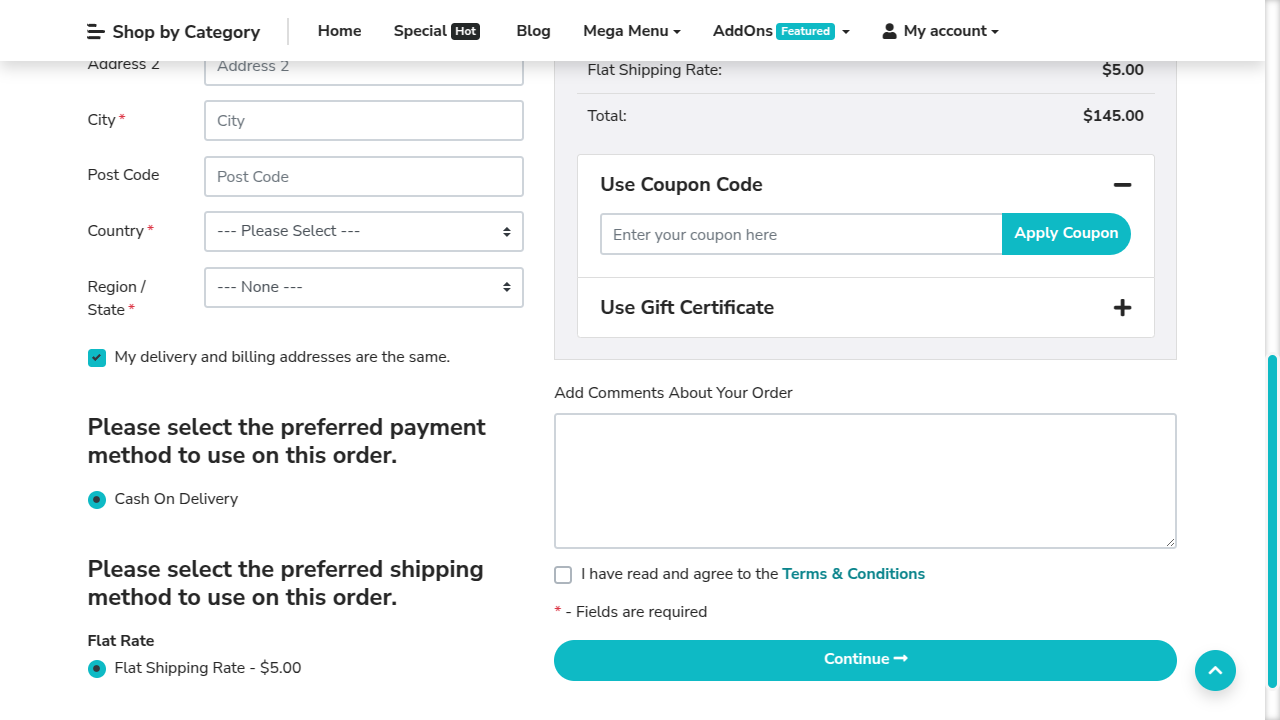 Shop by Category
Home
Special Hot
Blog
Mega Menu
AddOns Featured
My account
Address 2
Address 2
City *
City
Post Code
Post Code
Country *
--- Please Select ---
Region /
State *
--- None ---
My delivery and billing addresses are the same.
Please select the preferred payment
method to use on this order.
Cash On Delivery
Please select the preferred shipping
method to use on this order.
Flat Rate
Flat Shipping Rate - $5.00
Flat Shipping Rate: $5.00
Total: $145.00
Use Coupon Code
Enter your coupon here
Apply Coupon
Use Gift Certificate
Add Comments About Your Order
I have read and agree to the Terms & Conditions
* - Fields are required
Continue